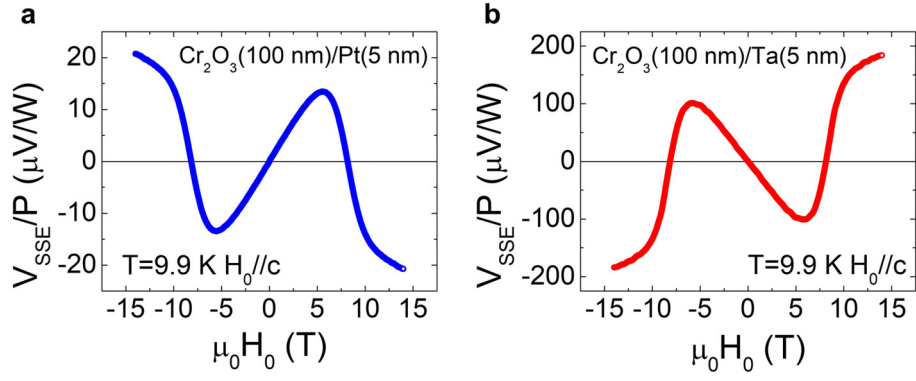 a
Cr₂O₃(100 nm)/Pt(5 nm)
V_SSE/P (μV/W)
20
10
0
-10
-20
T=9.9 K H₀//c
-15 -10 -5 0 5 10 15
μ₀H₀ (T)
b
Cr₂O₃(100 nm)/Ta(5 nm)
V_SSE/P (μV/W)
200
100
0
-100
-200
T=9.9 K H₀//c
-15 -10 -5 0 5 10 15
μ₀H₀ (T)